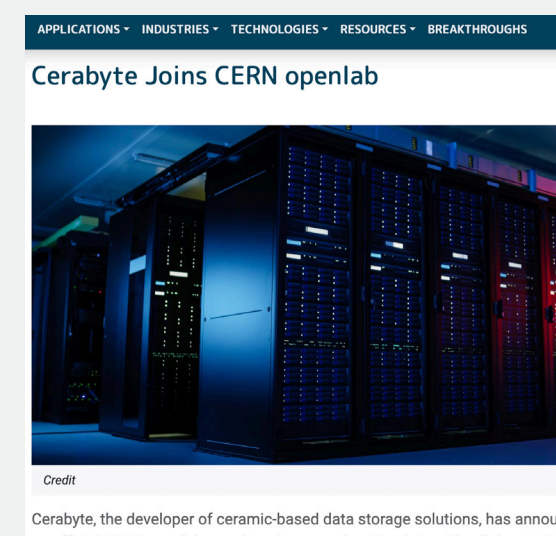 APPLICATIONS INDUSTRIES TECHNOLOGIES RESOURCES BREAKTHROUGHS
Cerabyte Joins CERN openlab
Credit
Cerabyte, the developer of ceramic-based data storage solutions, has annou